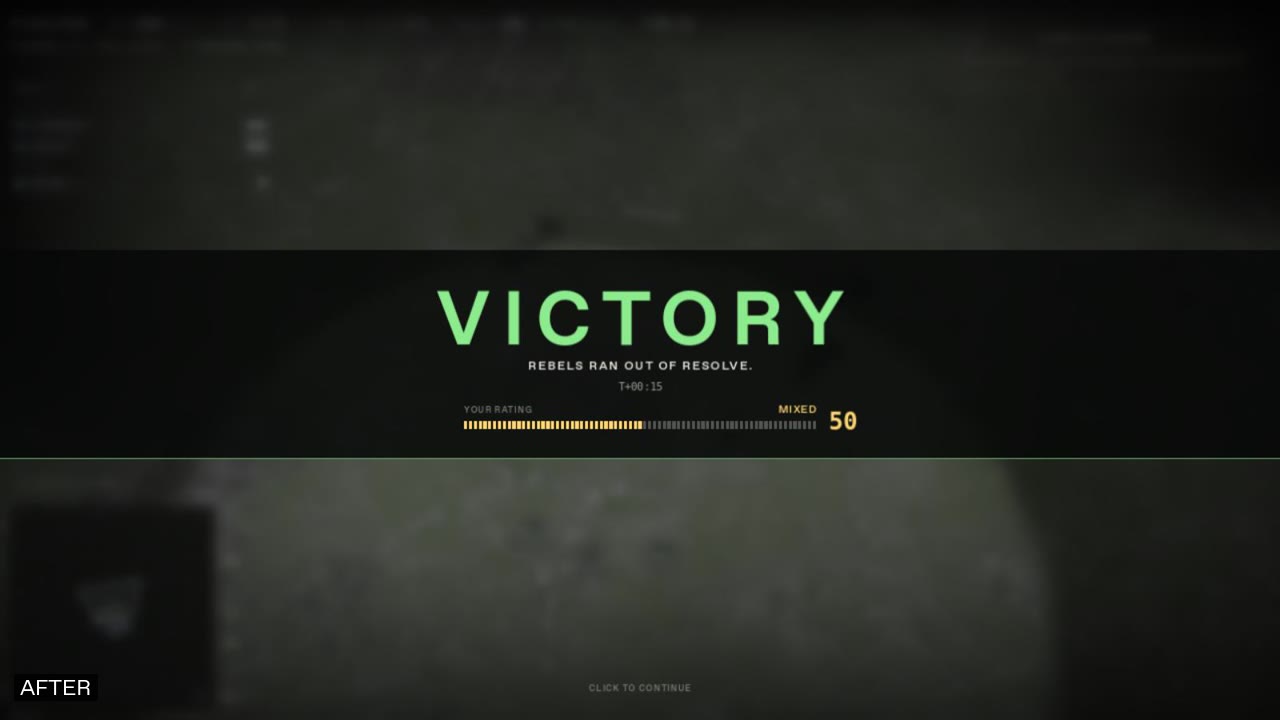 VICTORY
REBELS RAN OUT OF RESOLVE.
T+00:15
YOUR RATING
MIXED
50
CLICK TO CONTINUE
AFTER